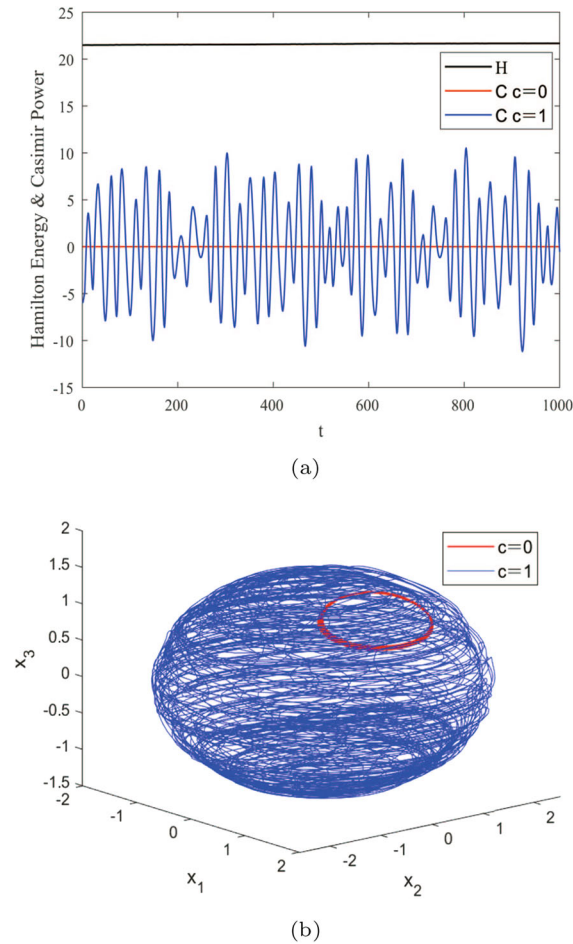 Hamilton Energy & Casimir Power
25
20
15
10
5
0
-5
-10
-15
H
C c=0
C c=1
0 200 400 600 800 1000
t
(a)
2
1.5
1
0.5
0
-0.5
-1
-1.5
x3
c=0
c=1
-2 -1 0 1 2
x1
-2 -1 0 1 2
x2
(b)